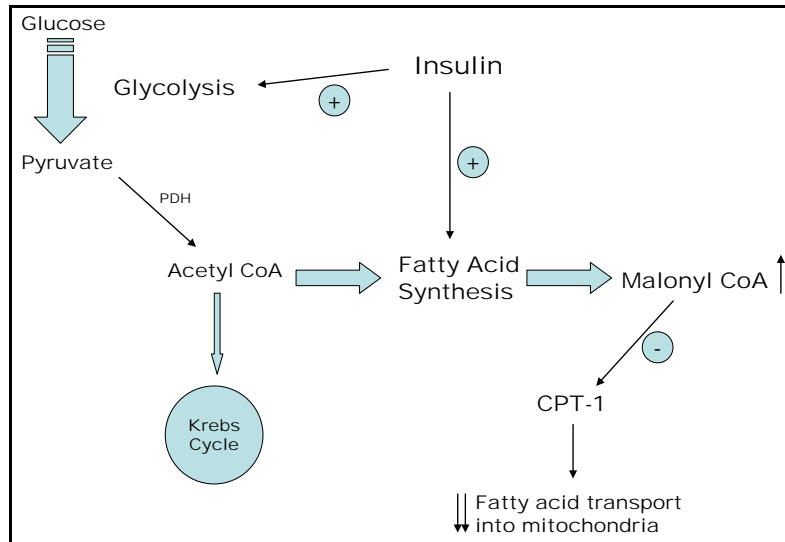 Glucose
Insulin
Glycolysis
+
+
Pyruvate
PDH
Acetyl CoA
Fatty Acid
Synthesis
Malonyl CoA
-
CPT-1
Krebs
Cycle
Fatty acid transport
into mitochondria